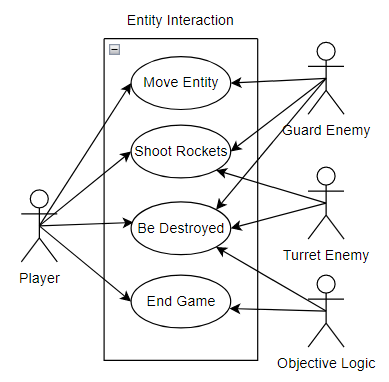 Entity Interaction
Move Entity
Guard Enemy
Shoot Rockets
Be Destroyed
Turret Enemy
Player
End Game
Objective Logic